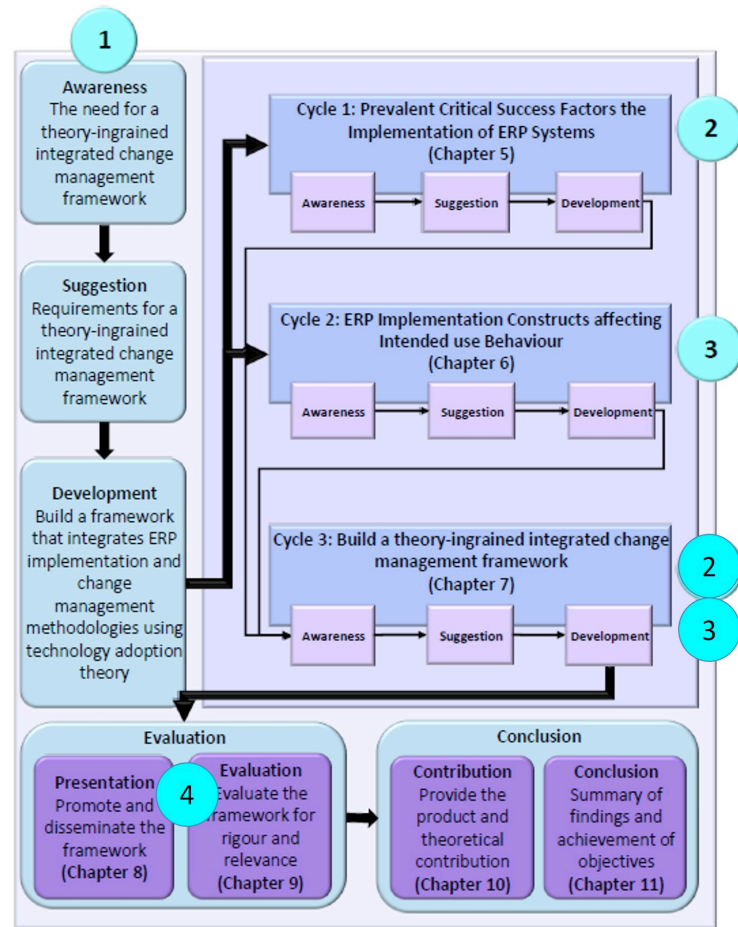 1
Awareness
The need for a
theory-ingrained
integrated change
management
framework
Suggestion
Requirements for a
theory-ingrained
integrated change
management
framework
Development
Build a framework
that integrates ERP
implementation and
change
management
methodologies using
technology adoption
theory
Cycle 1: Prevalent Critical Success Factors the
Implementation of ERP Systems
(Chapter 5)
2
Awareness
Suggestion
Development
Cycle 2: ERP Implementation Constructs affecting
Intended use Behaviour
(Chapter 6)
3
Awareness
Suggestion
Development
Cycle 3: Build a theory-ingrained integrated change
management framework
(Chapter 7)
2
3
Awareness
Suggestion
Development
Evaluation
Presentation
Promote and
disseminate the
framework
(Chapter 8)
4
Evaluation
Evaluate the
framework for
rigour and
relevance
(Chapter 9)
Conclusion
Contribution
Provide the
product and
theoretical
contribution
(Chapter 10)
Conclusion
Summary of
findings and
achievement of
objectives
(Chapter 11)